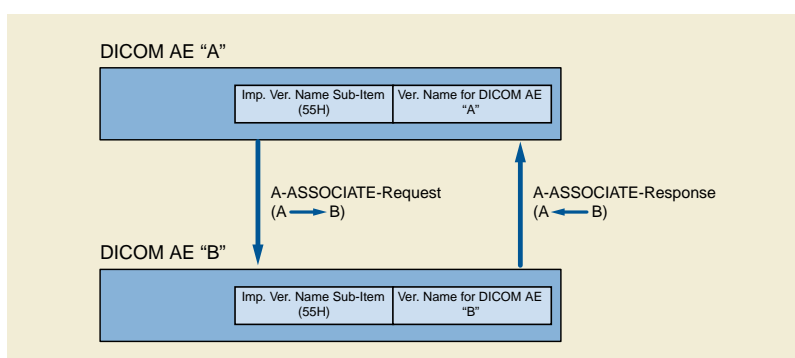 DICOM AE “A”
Imp. Ver. Name Sub-Item
(55H)
Ver. Name for DICOM AE
“A”
A-ASSOCIATE-Request
(A B)
A-ASSOCIATE-Response
(A B)
DICOM AE “B”
Imp. Ver. Name Sub-Item
(55H)
Ver. Name for DICOM AE
“B”